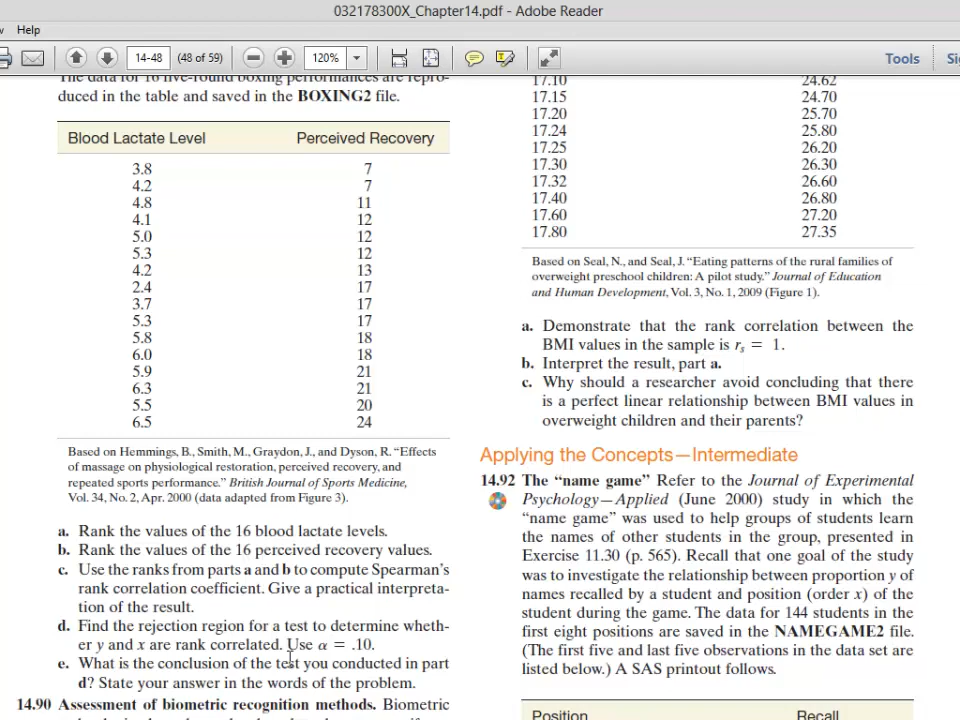 032178300X_Chapter14.pdf - Adobe Reader
Help
14-48
(48 of 59)
120%
Tools
The data for 16 five-round boxing performances are repro-
duced in the table and saved in the BOXING2 file.
Blood Lactate Level Perceived Recovery
3.8 7
4.2 7
4.8 11
4.1 12
5.0 12
5.3 12
4.2 13
2.4 17
3.7 17
5.3 17
5.8 18
6.0 18
5.9 21
6.3 21
5.5 20
6.5 24
Based on Hemmings, B., Smith, M., Graydon, J., and Dyson, R. “Effects
of massage on physiological restoration, perceived recovery, and
repeated sports performance.” British Journal of Sports Medicine,
Vol. 34, No. 2, Apr. 2000 (data adapted from Figure 3).
a. Rank the values of the 16 blood lactate levels.
b. Rank the values of the 16 perceived recovery values.
c. Use the ranks from parts a and b to compute Spearman’s
rank correlation coefficient. Give a practical interpreta-
tion of the result.
d. Find the rejection region for a test to determine wheth-
er y and x are rank correlated. Use α = .10.
e. What is the conclusion of the test you conducted in part
d? State your answer in the words of the problem.
14.90 Assessment of biometric recognition methods. Biometric
17.10 24.62
17.15 24.70
17.20 25.70
17.24 25.80
17.25 26.20
17.30 26.30
17.32 26.60
17.40 26.80
17.60 27.20
17.80 27.35
Based on Seal, N., and Seal, J. “Eating patterns of the rural families of
overweight preschool children: A pilot study.” Journal of Education
and Human Development, Vol. 3, No. 1, 2009 (Figure 1).
a. Demonstrate that the rank correlation between the
BMI values in the sample is rs = 1.
b. Interpret the result, part a.
c. Why should a researcher avoid concluding that there
is a perfect linear relationship between BMI values in
overweight children and their parents?
Applying the Concepts—Intermediate
14.92 The “name game” Refer to the Journal of Experimental
Psychology—Applied (June 2000) study in which the
“name game” was used to help groups of students learn
the names of other students in the group, presented in
Exercise 11.30 (p. 565). Recall that one goal of the study
was to investigate the relationship between proportion y of
names recalled by a student and position (order x) of the
student during the game. The data for 144 students in the
first eight positions are saved in the NAMEGAME2 file.
(The first five and last five observations in the data set are
listed below.) A SAS printout follows.
Position Recall